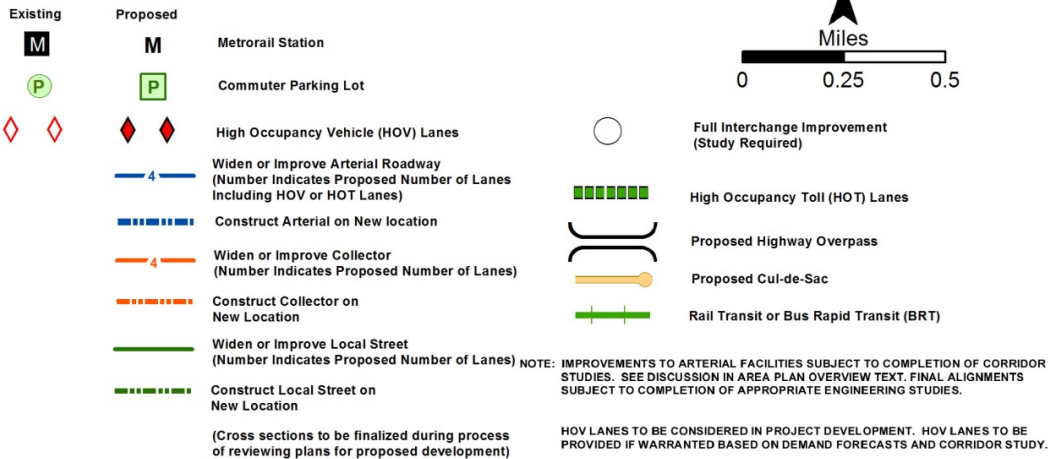 Existing
Proposed
M
M
Metrorail Station
P
P
Commuter Parking Lot
High Occupancy Vehicle (HOV) Lanes
4
Widen or Improve Arterial Roadway
(Number Indicates Proposed Number of Lanes
Including HOV or HOT Lanes)
Construct Arterial on New location
4
Widen or Improve Collector
(Number Indicates Proposed Number of Lanes)
Construct Collector on
New Location
Widen or Improve Local Street
(Number Indicates Proposed Number of Lanes)
Construct Local Street on
New Location
(Cross sections to be finalized during process
of reviewing plans for proposed development)
Miles
0 0.25 0.5
Full Interchange Improvement
(Study Required)
High Occupancy Toll (HOT) Lanes
Proposed Highway Overpass
Proposed Cul-de-Sac
Rail Transit or Bus Rapid Transit (BRT)
NOTE: IMPROVEMENTS TO ARTERIAL FACILITIES SUBJECT TO COMPLETION OF CORRIDOR
STUDIES. SEE DISCUSSION IN AREA PLAN OVERVIEW TEXT. FINAL ALIGNMENTS
SUBJECT TO COMPLETION OF APPROPRIATE ENGINEERING STUDIES.
HOV LANES TO BE CONSIDERED IN PROJECT DEVELOPMENT. HOV LANES TO BE
PROVIDED IF WARRANTED BASED ON DEMAND FORECASTS AND CORRIDOR STUDY.